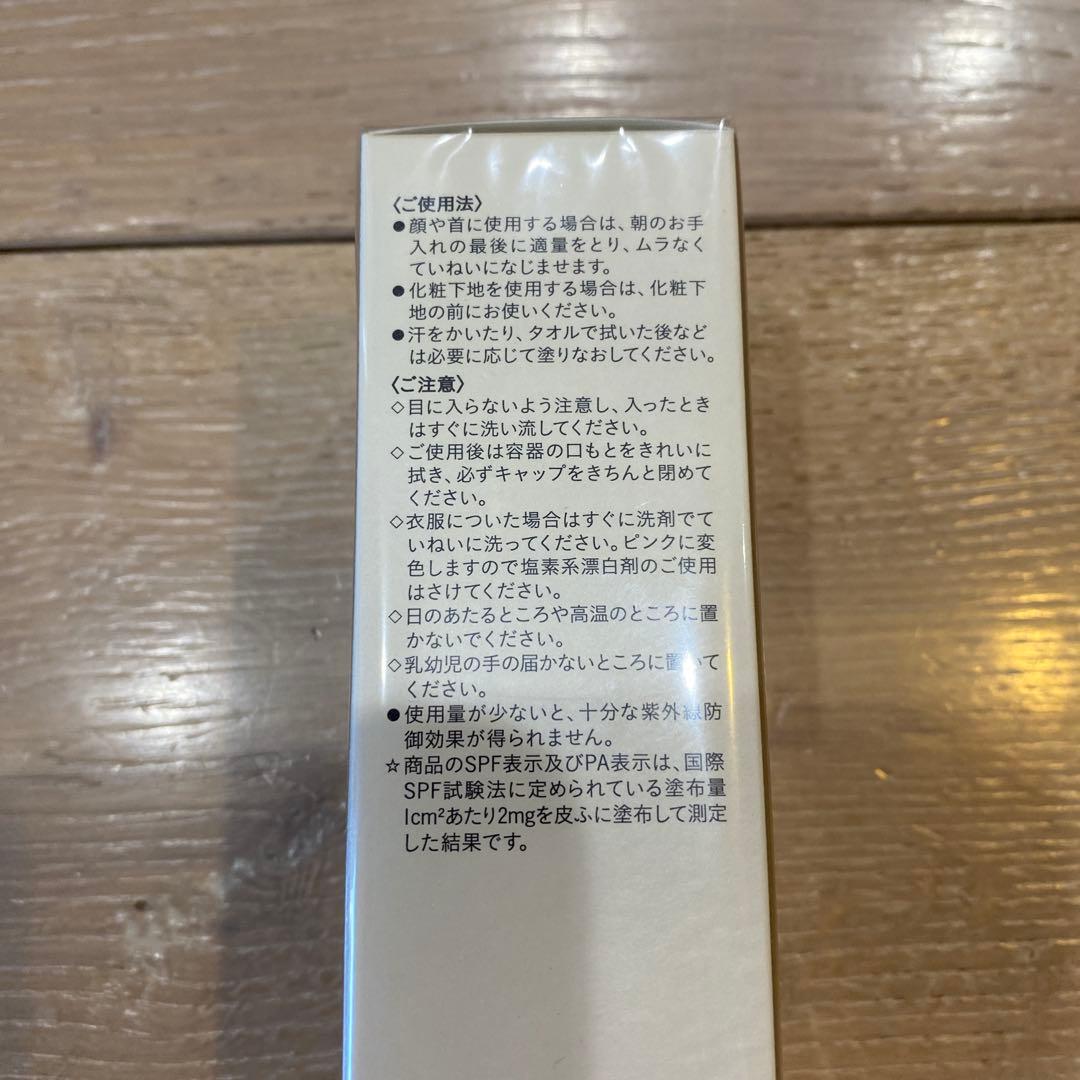 〈ご使用法〉
●顔や首に使用する場合は、朝のお手
入れの最後に適量をとり、ムラなく
ていねいになじませます。
●化粧下地を使用する場合は、化粧下
地の前にお使いください。
●汗をかいたり、タオルで拭いた後など
は必要に応じて塗りなおしてください。
〈ご注意〉
◇目に入らないよう注意し、入ったとき
はすぐに洗い流してください。
◇ご使用後は容器の口もとをきれいに
拭き、必ずキャップをきちんと閉めて
ください。
◇衣服についた場合はすぐに洗剤でて
いねいに洗ってください。ピンクに変
色しますので塩素系漂白剤のご使用
はさけてください。
◇日のあたるところや高温のところに置
かないでください。
◇乳幼児の手の届かないところに置いて
ください。
●使用量が少ないと、十分な紫外線防
御効果が得られません。
☆商品のSPF表示及びPA表示は、国際
SPF試験法に定められている塗布量
1cm²あたり2mgを皮ふに塗布して測定
した結果です。